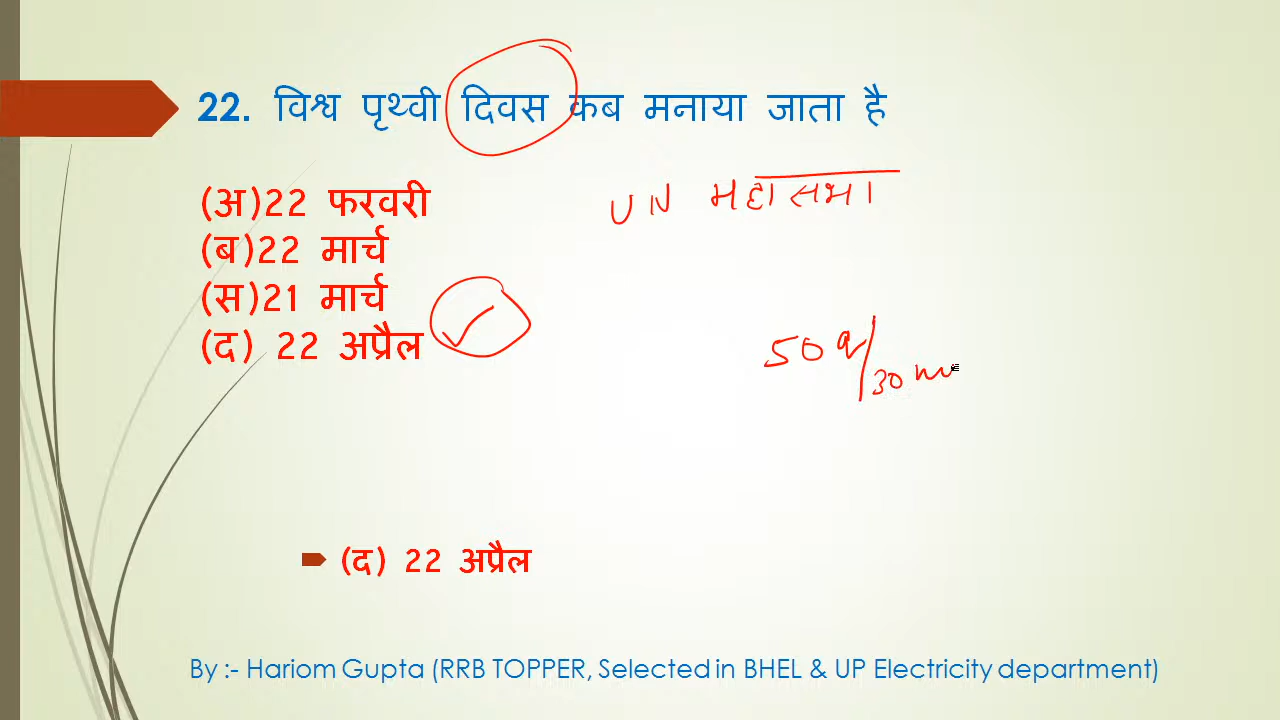 22. विश्व पृथ्वी दिवस कब मनाया जाता है
(अ)22 फरवरी
(ब)22 मार्च
(स)21 मार्च
(द) 22 अप्रैल
UN महासभा
50 q/30 m
(द) 22 अप्रैल
By :- Hariom Gupta (RRB TOPPER, Selected in BHEL & UP Electricity department)